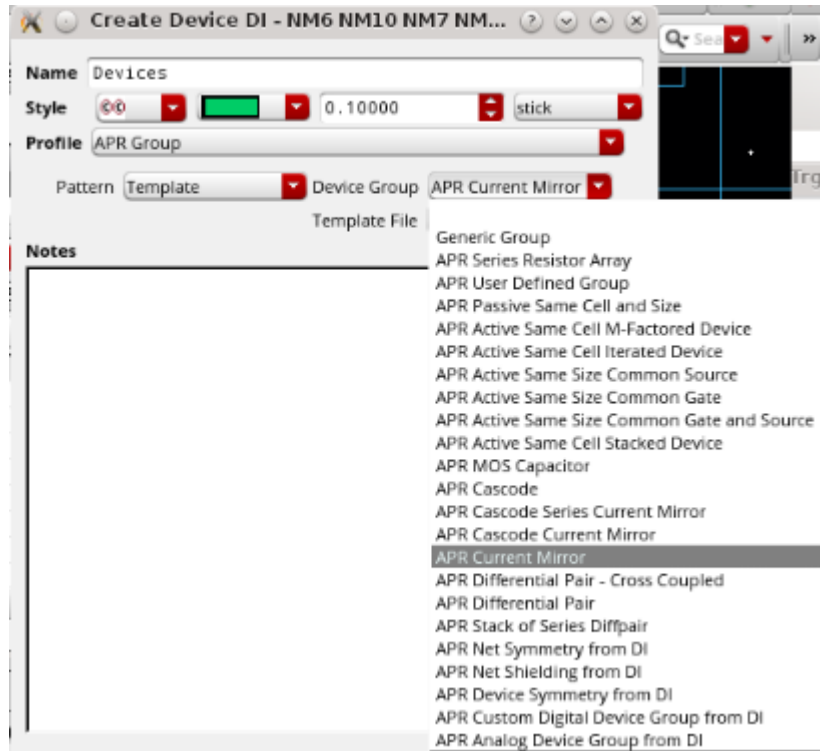 Create Device DI - NM6 NM10 NM7 NM...
Sea
Name Devices
Style 0.10000 stick
Profile APR Group
Pattern Template Device Group APR Current Mirror
Trg
Template File
Notes
Generic Group
APR Series Resistor Array
APR User Defined Group
APR Passive Same Cell and Size
APR Active Same Cell M-Factored Device
APR Active Same Cell Iterated Device
APR Active Same Size Common Source
APR Active Same Size Common Gate
APR Active Same Size Common Gate and Source
APR Active Same Cell Stacked Device
APR MOS Capacitor
APR Cascode
APR Cascode Series Current Mirror
APR Cascode Current Mirror
APR Current Mirror
APR Differential Pair - Cross Coupled
APR Differential Pair
APR Stack of Series Diffpair
APR Net Symmetry from DI
APR Net Shielding from DI
APR Device Symmetry from DI
APR Custom Digital Device Group from DI
APR Analog Device Group from DI